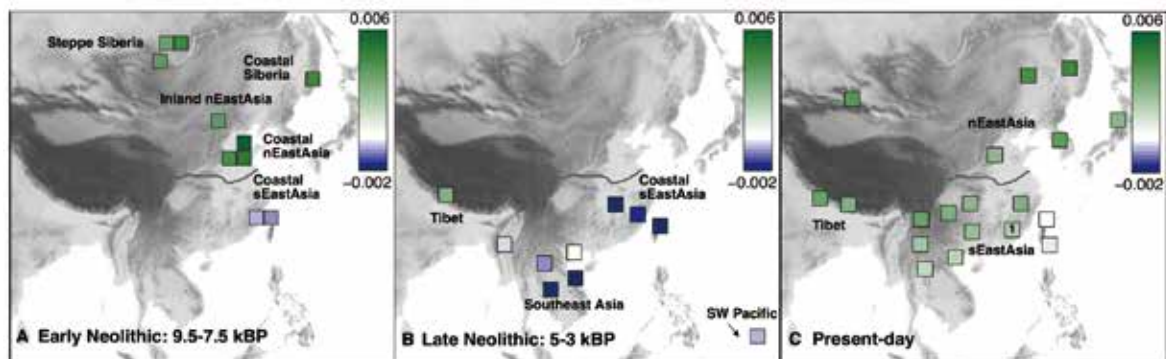 0.006
Steppe Siberia
Coastal
Siberia
Inland nEastAsia
Coastal
nEastAsia
Coastal
sEastAsia
-0.002
A Early Neolithic: 9.5-7.5 kBP
0.006
-0.002
Coastal
sEastAsia
Tibet
Southeast Asia
SW Pacific
B Late Neolithic: 5-3 kBP
0.006
nEastAsia
-0.002
Tibet
1
sEastAsia
C Present-day